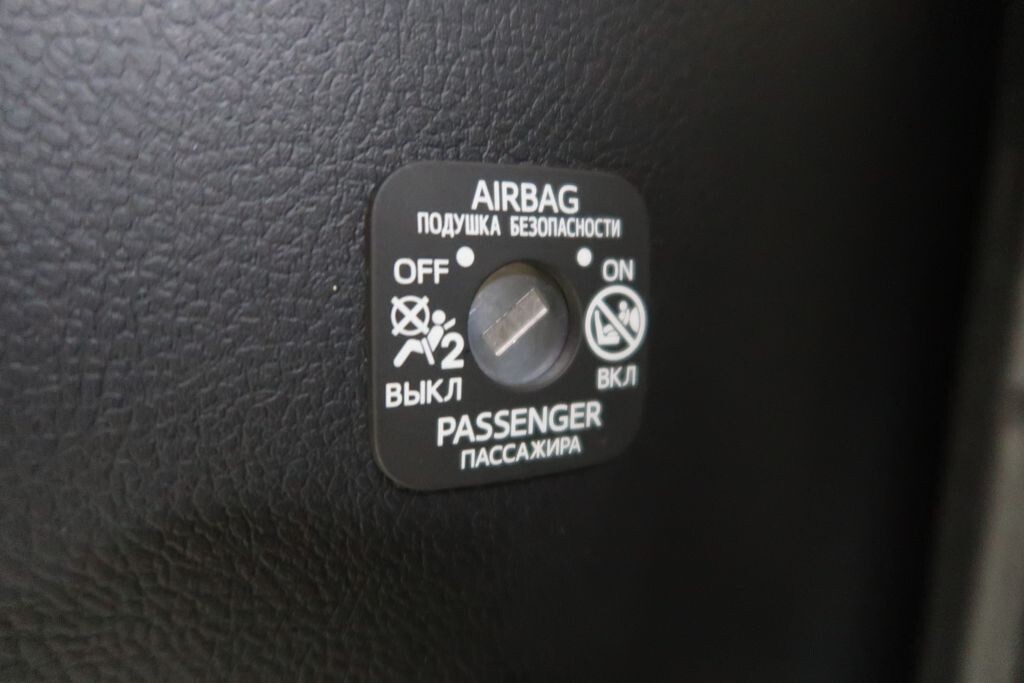 AIRBAG
ПОДУШКА БЕЗОПАСНОСТИ
OFF ON
2
ВЫКЛ ВКЛ
PASSENGER
ПАССАЖИРА